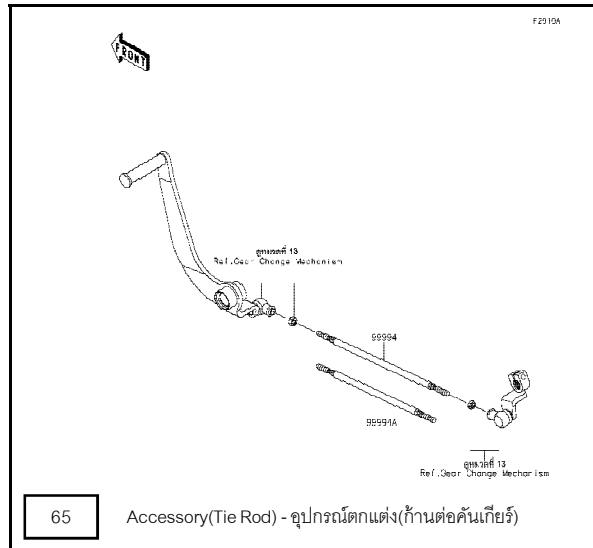 F2919A
FRONT
ดูหมวดที่ 13
Ref.Gear Change Mechanism
99994
99994A
ดูหมวดที่ 13
Ref.Gear Change Mechanism
65
Accessory(Tie Rod) - อุปกรณ์ตกแต่ง(ก้านต่อคันเกียร์)